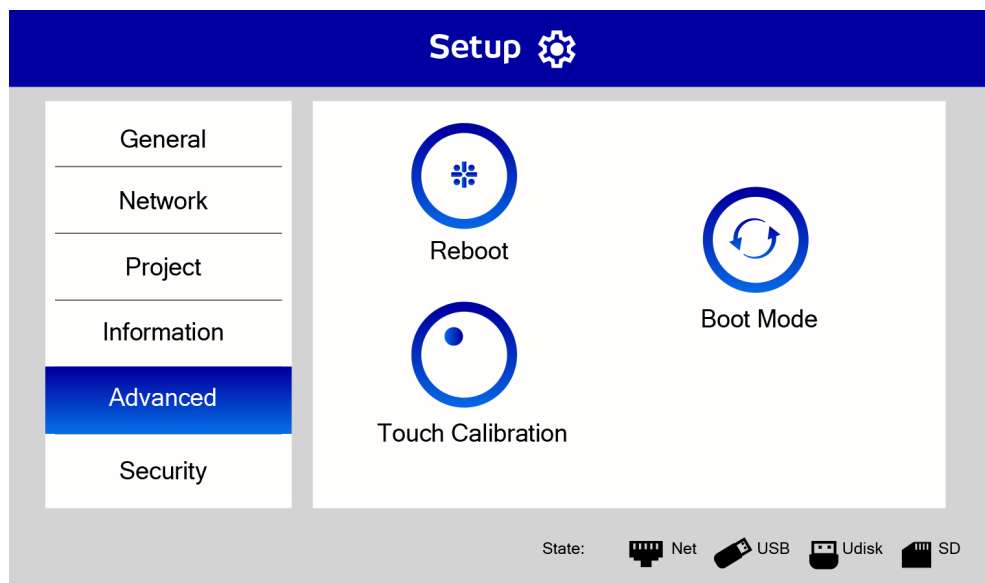 Setup
General
Network
Project
Information
Advanced
Security
Reboot
Touch Calibration
Boot Mode
State: Net USB Udisk SD